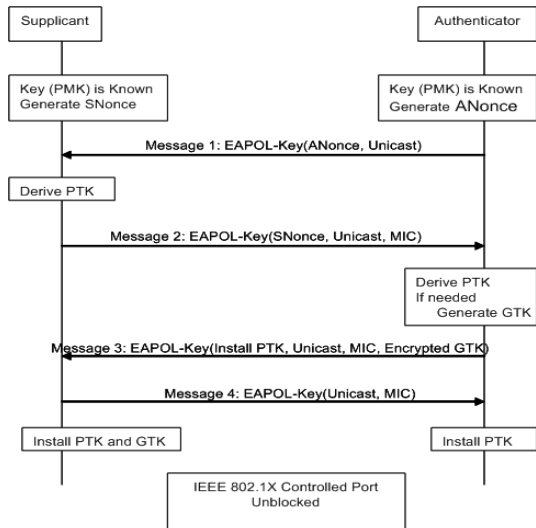 Supplicant
Authenticator
Key (PMK) is Known
Generate SNonce
Key (PMK) is Known
Generate ANonce
Message 1: EAPOL-Key(ANonce, Unicast)
Derive PTK
Message 2: EAPOL-Key(SNonce, Unicast, MIC)
Derive PTK
If needed
Generate GTK
Message 3: EAPOL-Key(Install PTK, Unicast, MIC, Encrypted GTK)
Message 4: EAPOL-Key(Unicast, MIC)
Install PTK and GTK
Install PTK
IEEE 802.1X Controlled Port
Unblocked